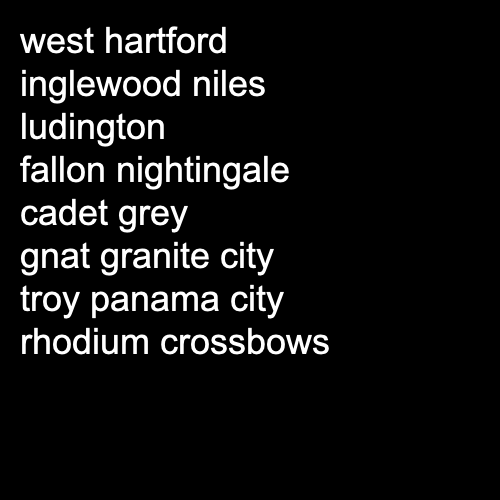 west hartford
inglewood niles
ludington
fallon nightingale
cadet grey
gnat granite city
troy panama city
rhodium crossbows